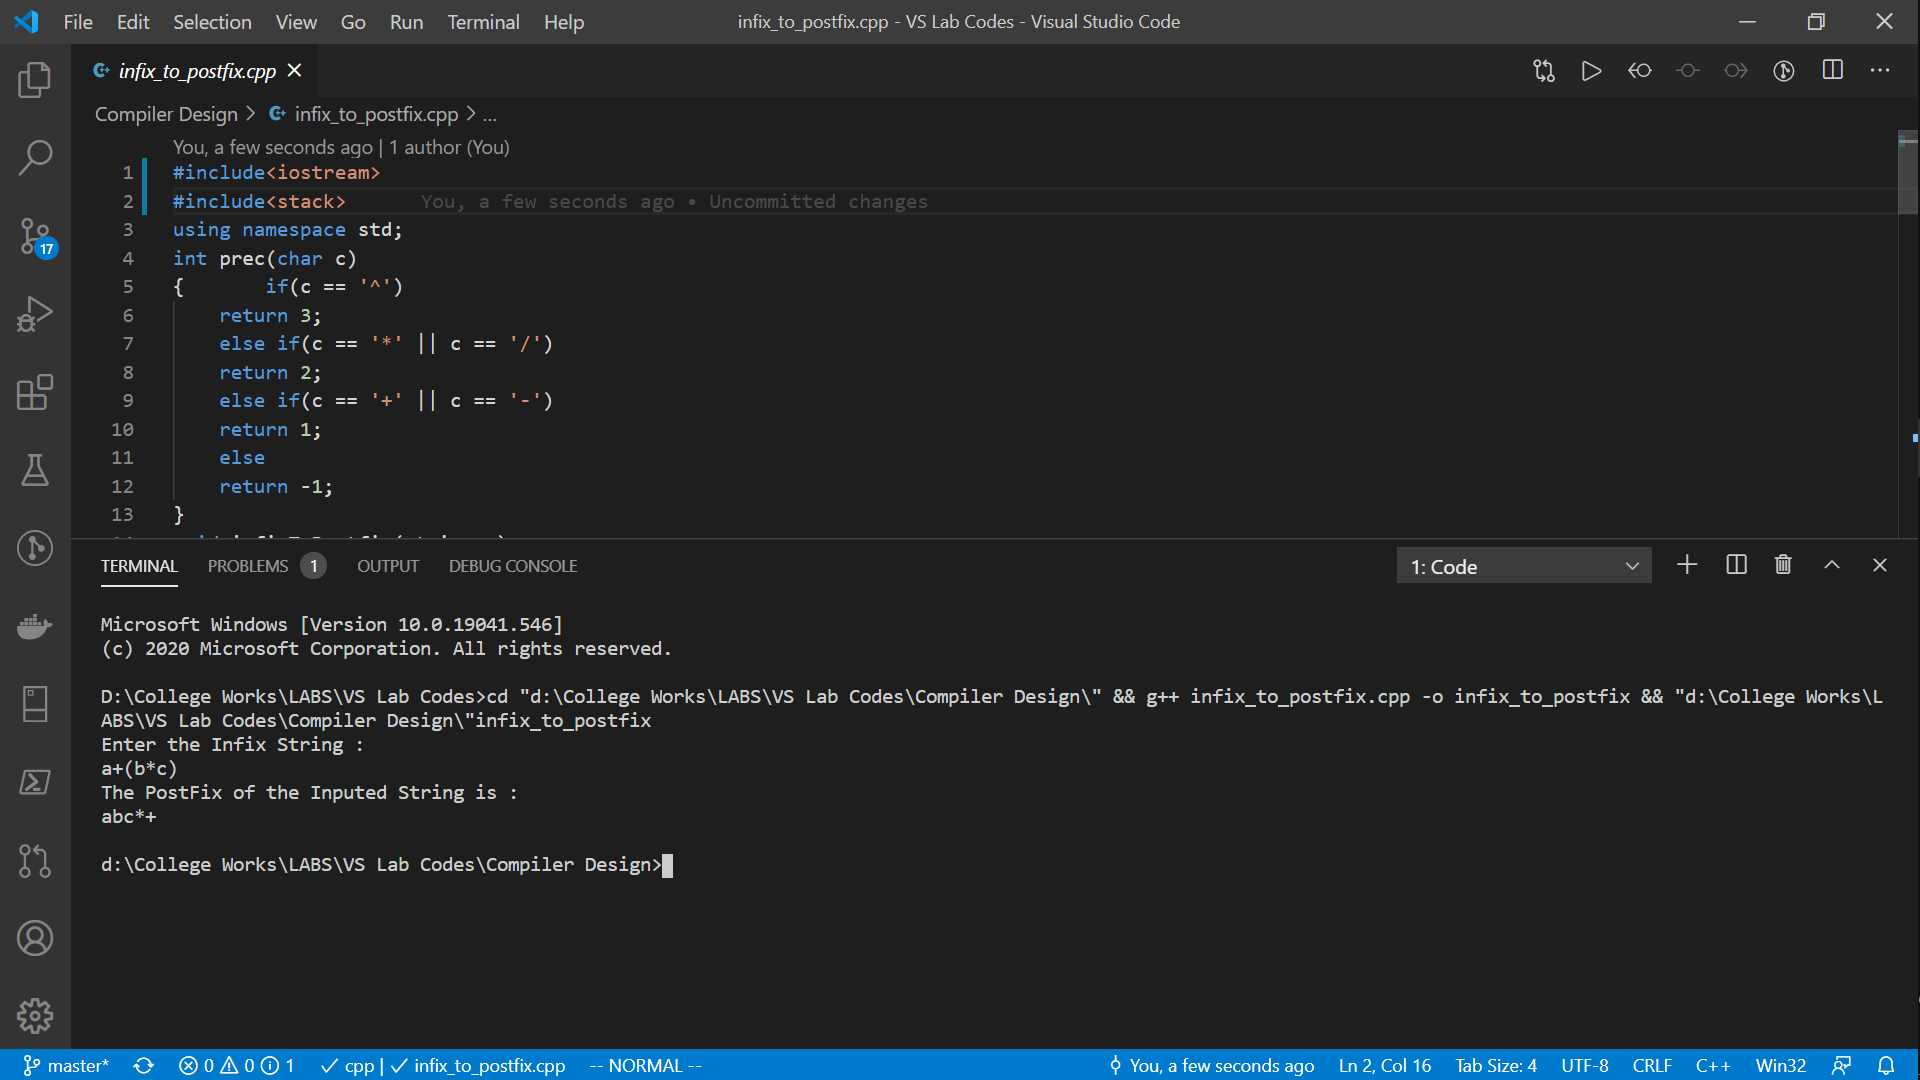 File Edit Selection View Go Run Terminal Help infix_to_postfix.cpp - VS Lab Codes - Visual Studio Code
infix_to_postfix.cpp
Compiler Design > infix_to_postfix.cpp > ...
You, a few seconds ago | 1 author (You)
1 #include<iostream>
2 #include<stack> You, a few seconds ago • Uncommitted changes
3 using namespace std;
4 int prec(char c)
5 { if(c == '^')
6 return 3;
7 else if(c == '*' || c == '/')
8 return 2;
9 else if(c == '+' || c == '-')
10 return 1;
11 else
12 return -1;
13 }
17
TERMINAL PROBLEMS 1 OUTPUT DEBUG CONSOLE 1: Code
Microsoft Windows [Version 10.0.19041.546]
(c) 2020 Microsoft Corporation. All rights reserved.
D:\College Works\LABS\VS Lab Codes>cd "d:\College Works\LABS\VS Lab Codes\Compiler Design\" && g++ infix_to_postfix.cpp -o infix_to_postfix && "d:\College Works\L
ABS\VS Lab Codes\Compiler Design\"infix_to_postfix
Enter the Infix String :
a+(b*c)
The PostFix of the Inputed String is :
abc*+
d:\College Works\LABS\VS Lab Codes\Compiler Design>
master* 0 0 1 cpp | infix_to_postfix.cpp -- NORMAL -- You, a few seconds ago Ln 2, Col 16 Tab Size: 4 UTF-8 CRLF C++ Win32